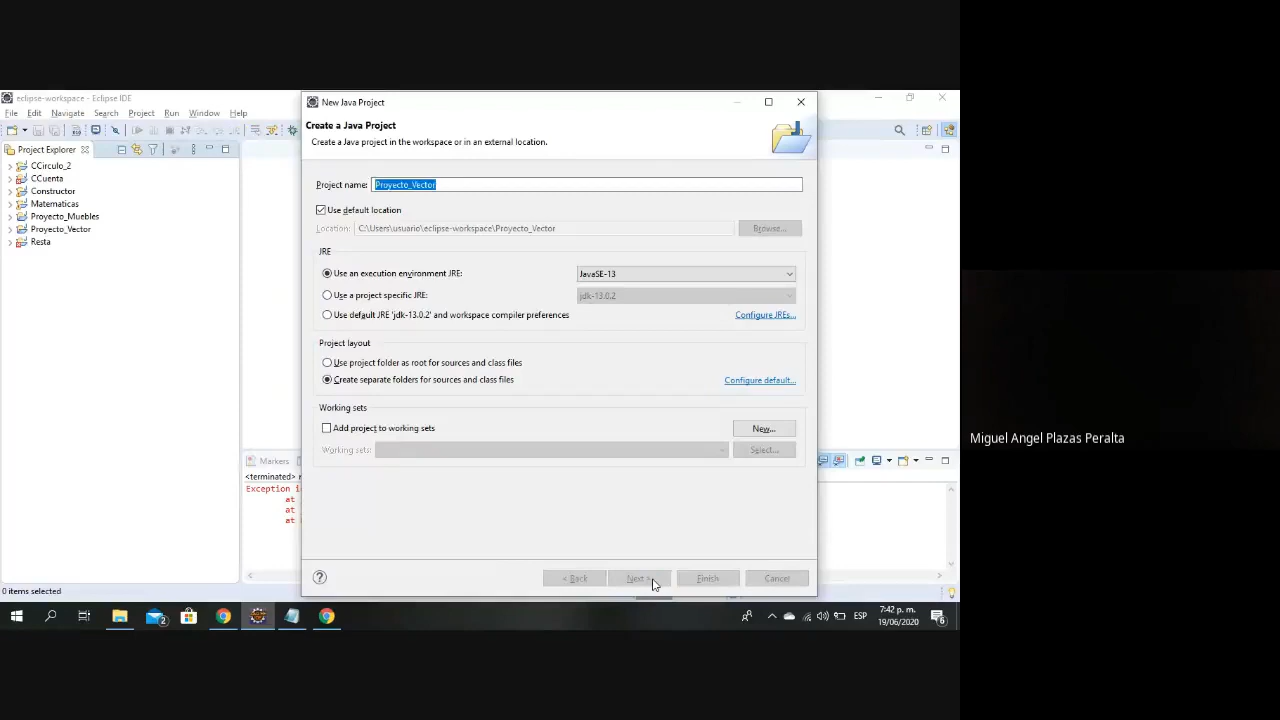 eclipse-workspace - Eclipse IDE
File Edit Navigate Search Project Run Window Help
Project Explorer
CCirculo_2
CCuenta
Constructor
Matematicas
Proyecto_Muebles
Proyecto_Vector
Resta
New Java Project
Create a Java Project
Create a Java project in the workspace or in an external location.
Project name: Proyecto_Vector
Use default location
Location: C:\Users\usuario\eclipse-workspace\Proyecto_Vector Browse...
JRE
Use an execution environment JRE: JavaSE-13
Use a project specific JRE: jdk-13.0.2
Use default JRE 'jdk-13.0.2' and workspace compiler preferences Configure JREs...
Project layout
Use project folder as root for sources and class files
Create separate folders for sources and class files Configure default...
Working sets
Add project to working sets New...
Working sets: Select...
? < Back Next > Finish Cancel
Markers
<terminated>
Exception i
at
at
at
0 items selected
2
ESP
7:42 p. m.
19/06/2020
6
Miguel Angel Plazas Peralta